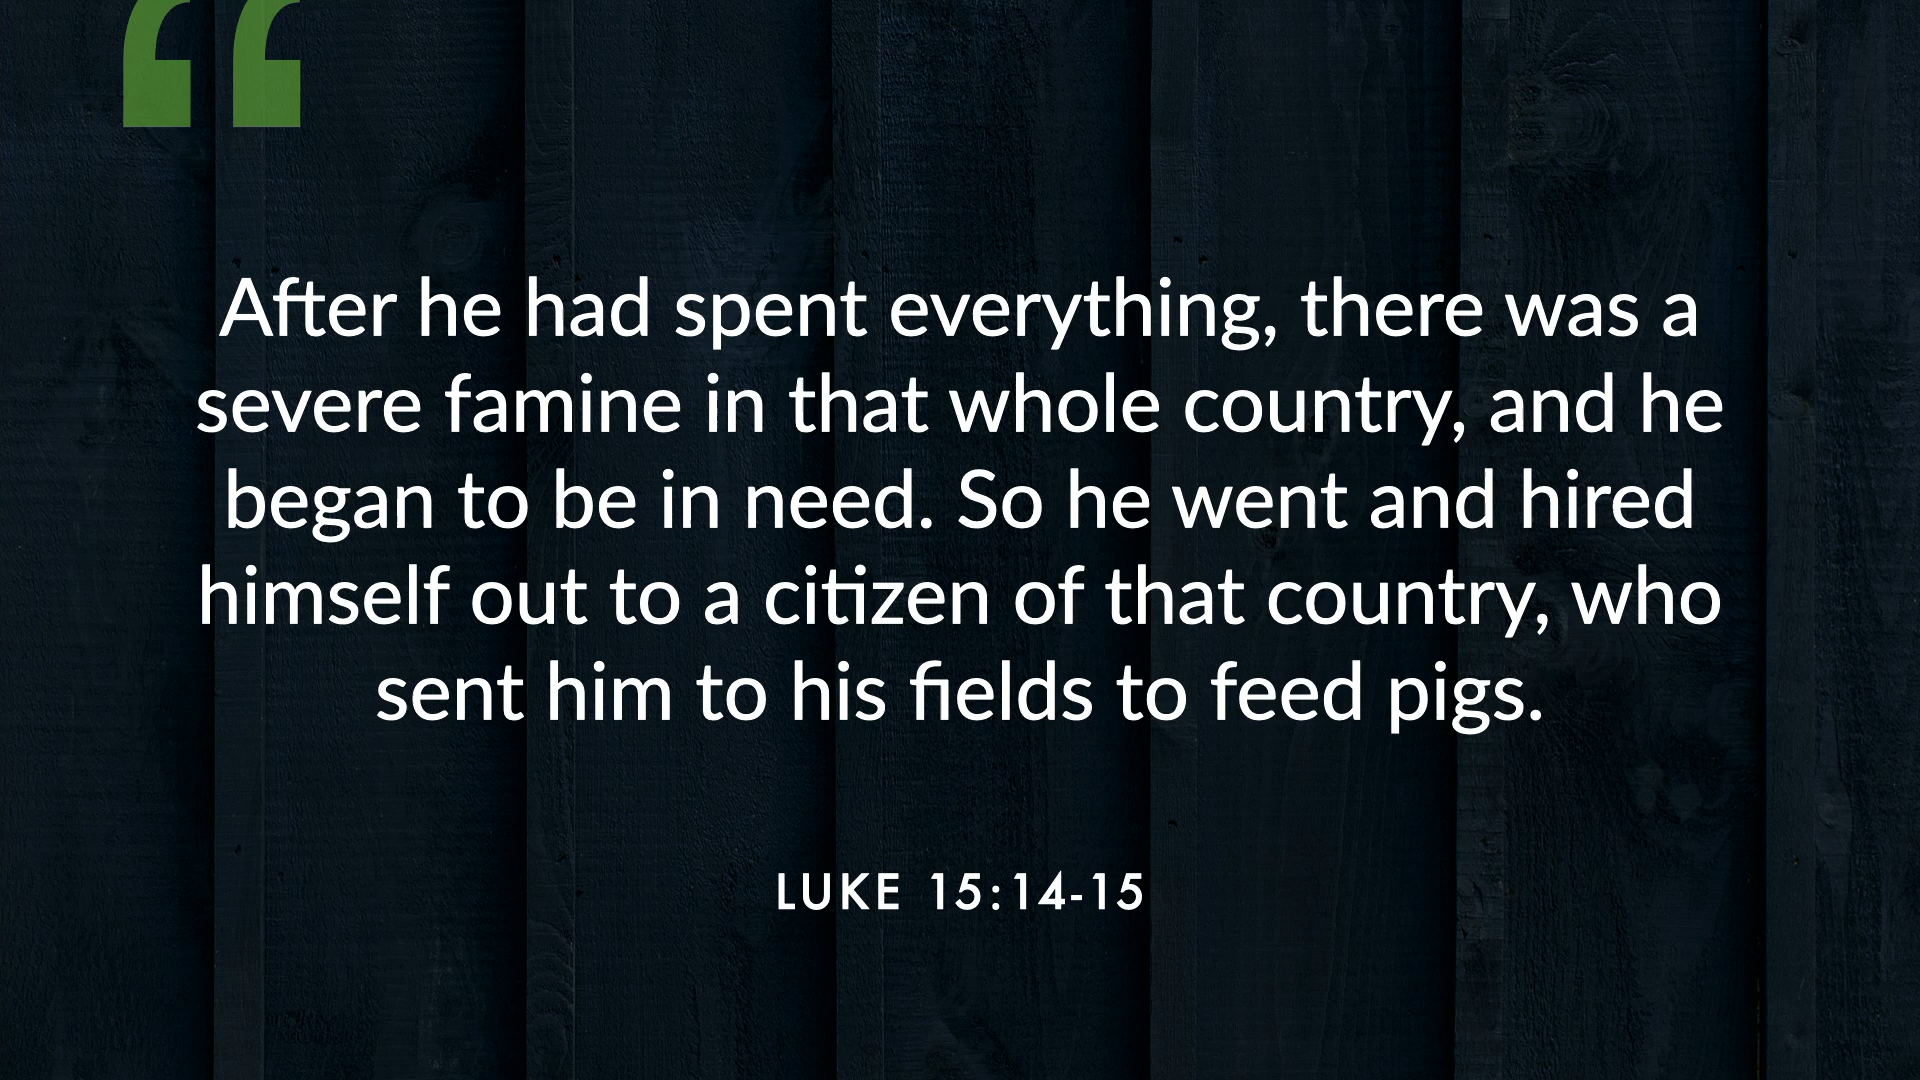 “
After he had spent everything, there was a
severe famine in that whole country, and he
began to be in need. So he went and hired
himself out to a citizen of that country, who
sent him to his fields to feed pigs.
LUKE 15:14-15